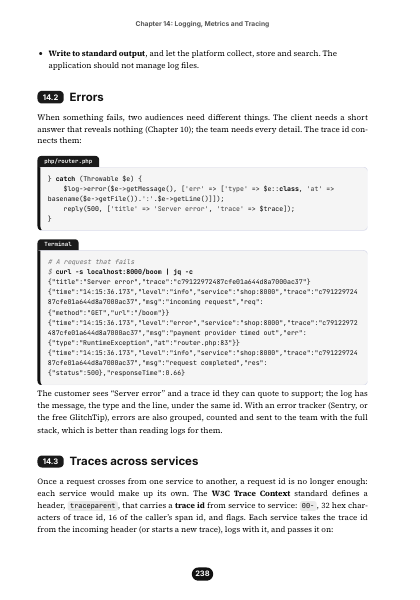 Chapter 14: Logging, Metrics and Tracing
• Write to standard output, and let the platform collect, store and search. The
application should not manage log files.
14.2 Errors
When something fails, two audiences need different things. The client needs a short
answer that reveals nothing (Chapter 10); the team needs every detail. The trace id con-
nects them:
php/router.php
} catch (Throwable $e) {
$log->error($e->getMessage(), ['err' => ['type' => $e::class, 'at' =>
basename($e->getFile()).':'.$e->getLine()]]);
reply(500, ['title' => 'Server error', 'trace' => $trace]);
}
Terminal
# A request that fails
$ curl -s localhost:8000/boom | jq -c
{"title":"Server error","trace":"c79122972487cfe01a644d8a7000ac37"}
{"time":"14:15:36.173","level":"info","service":"shop:8000","trace":"c791229724
87cfe01a644d8a7000ac37","msg":"incoming request","req":
{"method":"GET","url":"/boom"}}
{"time":"14:15:36.173","level":"error","service":"shop:8000","trace":"c79122972
487cfe01a644d8a7000ac37","msg":"payment provider timed out","err":
{"type":"RuntimeException","at":"router.php:83"}}
{"time":"14:15:36.173","level":"info","service":"shop:8000","trace":"c791229724
87cfe01a644d8a7000ac37","msg":"request completed","res":
{"status":500},"responseTime":0.66}
The customer sees “Server error” and a trace id they can quote to support; the log has
the message, the type and the line, under the same id. With an error tracker (Sentry, or
the free GlitchTip), errors are also grouped, counted and sent to the team with the full
stack, which is better than reading logs for them.
14.3 Traces across services
Once a request crosses from one service to another, a request id is no longer enough:
each service would make up its own. The W3C Trace Context standard defines a
header, traceparent, that carries a trace id from service to service: 00-, 32 hex char-
acters of trace id, 16 of the caller’s span id, and flags. Each service takes the trace id
from the incoming header (or starts a new trace), logs with it, and passes it on:
238